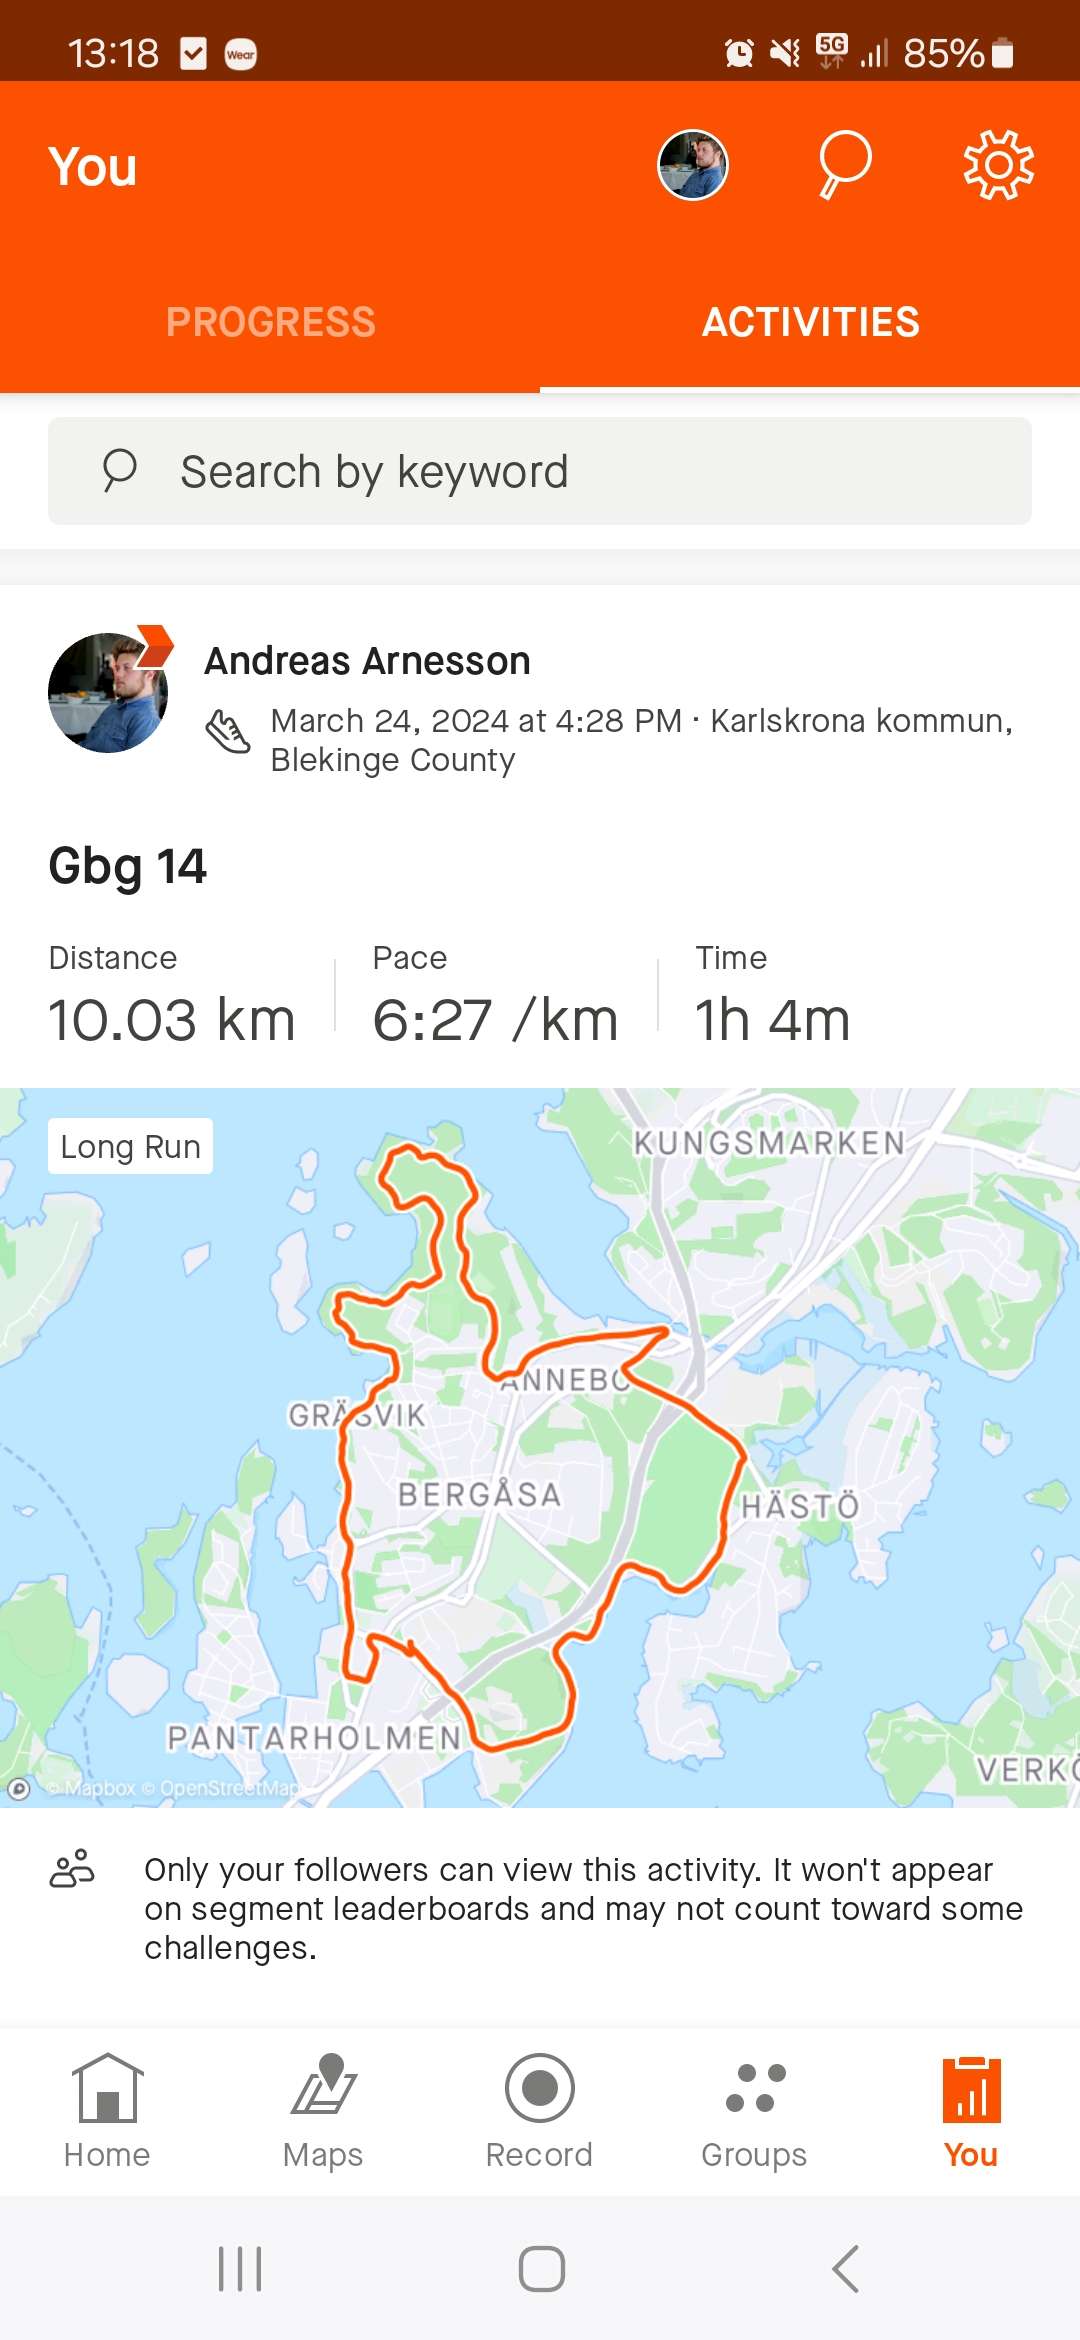 13:18 Wear 5G 85%
You
PROGRESS ACTIVITIES
Search by keyword
Andreas Arnesson
March 24, 2024 at 4:28 PM · Karlskrona kommun,
Blekinge County
Gbg 14
Distance Pace Time
10.03 km 6:27 /km 1h 4m
Long Run
KUNGSMARKEN
ANNEBO
GRÄSVIK
BERGÅSA
HÄSTÖ
PANTARHOLMEN
VERKÖ
© Mapbox © OpenStreetMap
Only your followers can view this activity. It won't appear
on segment leaderboards and may not count toward some
challenges.
Home Maps Record Groups You